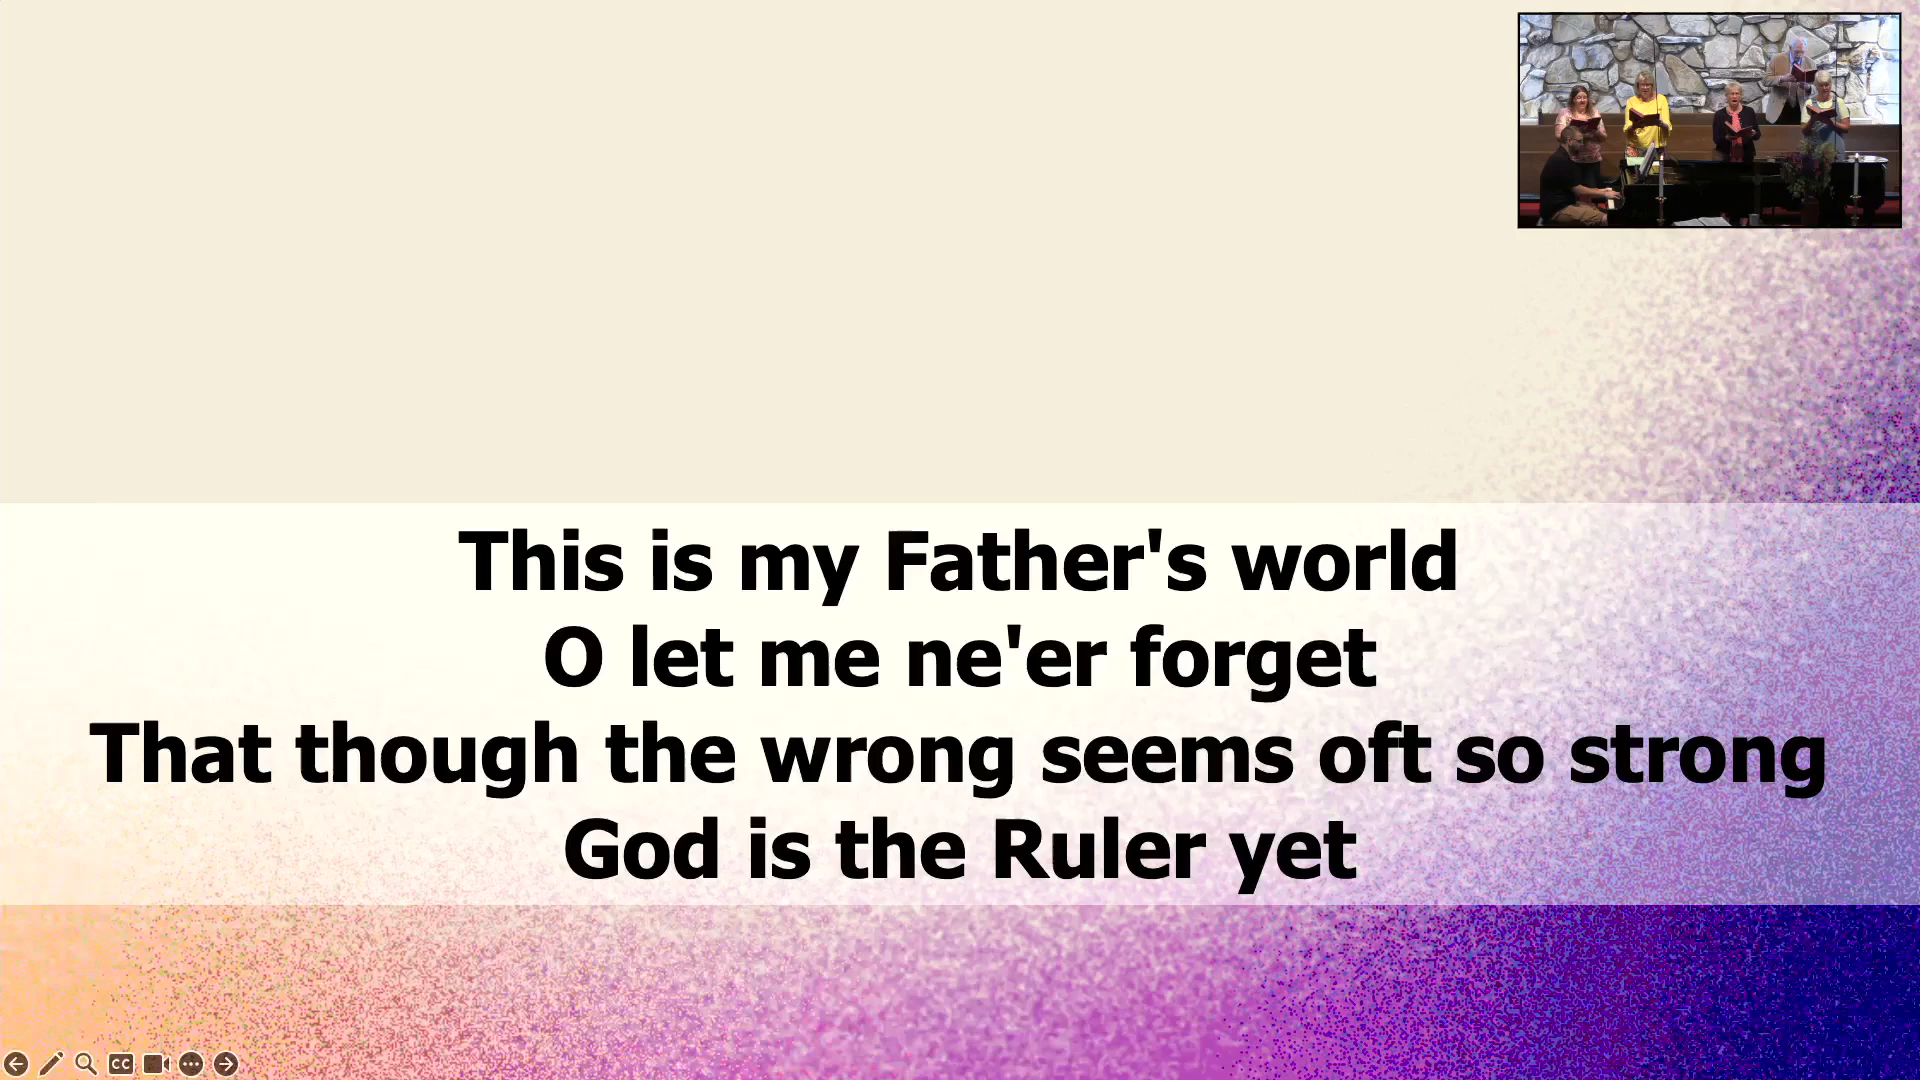 This is my Father's world
O let me ne'er forget
That though the wrong seems oft so strong
God is the Ruler yet
CC